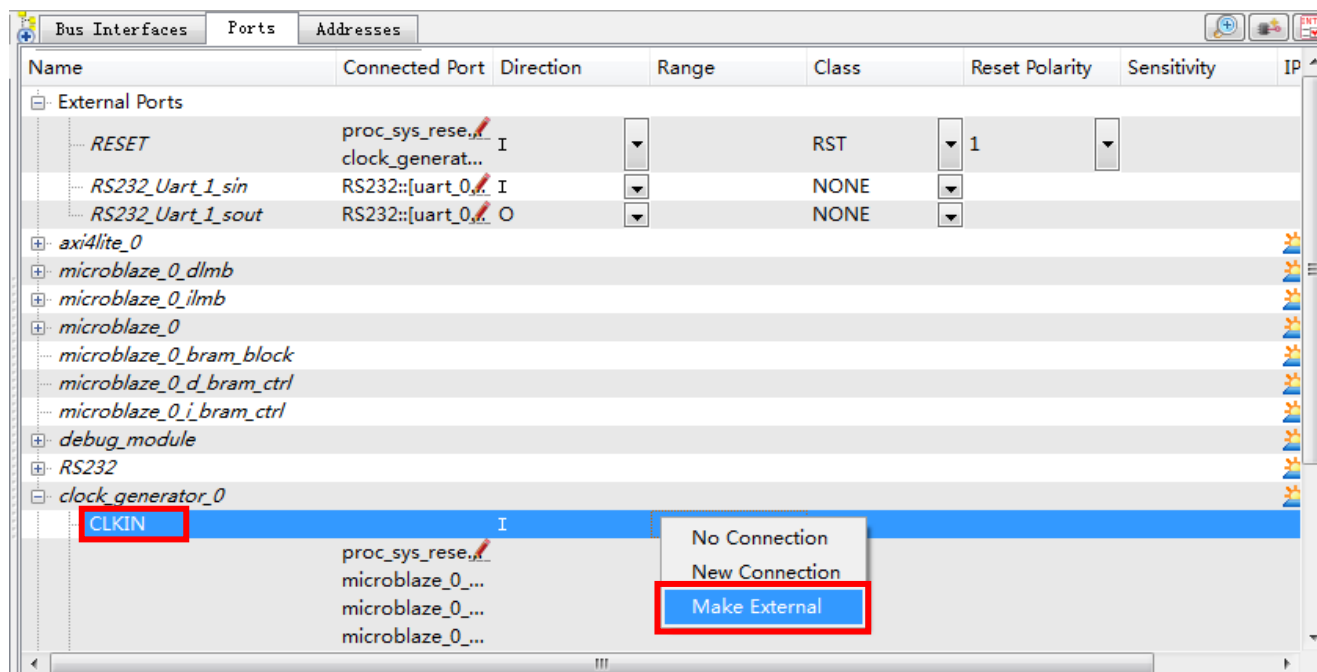 Bus Interfaces Ports Addresses
Name Connected Port Direction Range Class Reset Polarity Sensitivity IP
External Ports
proc_sys_rese...
RESET I RST 1
clock_generat...
RS232_Uart_1_sin RS232::[uart_0,... I NONE
RS232_Uart_1_sout RS232::[uart_0,... O NONE
axi4lite_0
microblaze_0_dlmb
microblaze_0_ilmb
microblaze_0
microblaze_0_bram_block
microblaze_0_d_bram_ctrl
microblaze_0_i_bram_ctrl
debug_module
RS232
clock_generator_0
CLKIN I
No Connection
proc_sys_rese...
New Connection
microblaze_0_...
Make External
microblaze_0_...
microblaze_0_...